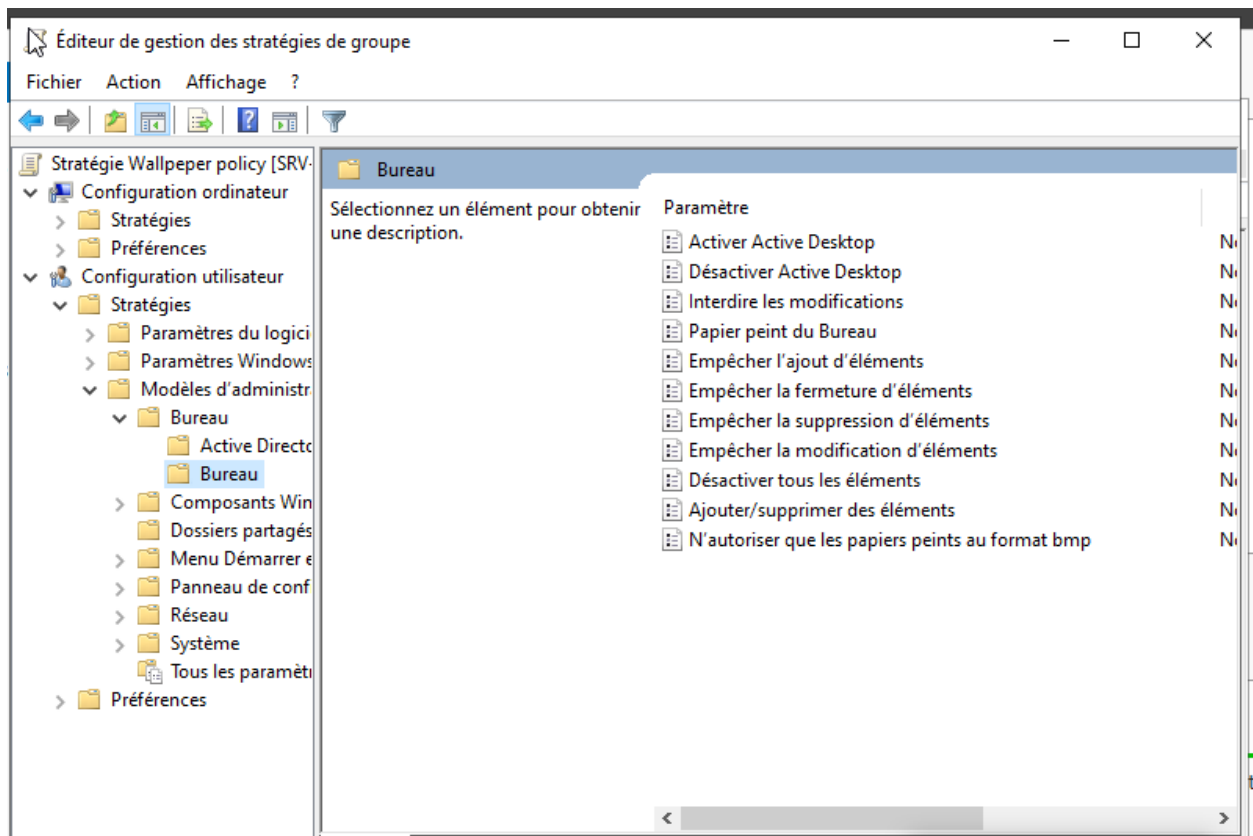 Éditeur de gestion des stratégies de groupe
Fichier Action Affichage ?
Stratégie Wallpeper policy [SRV-
Configuration ordinateur
Stratégies
Préférences
Configuration utilisateur
Stratégies
Paramètres du logici
Paramètres Windows
Modèles d'administr
Bureau
Active Directo
Bureau
Composants Win
Dossiers partagés
Menu Démarrer e
Panneau de conf
Réseau
Système
Tous les paramèt
Préférences
Bureau
Sélectionnez un élément pour obtenir
une description.
Paramètre
Activer Active Desktop
Désactiver Active Desktop
Interdire les modifications
Papier peint du Bureau
Empêcher l'ajout d'éléments
Empêcher la fermeture d'éléments
Empêcher la suppression d'éléments
Empêcher la modification d'éléments
Désactiver tous les éléments
Ajouter/supprimer des éléments
N'autoriser que les papiers peints au format bmp